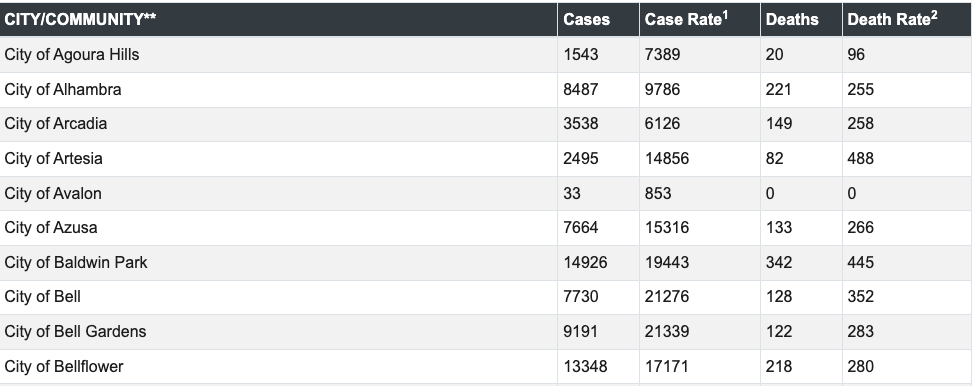 CITY/COMMUNITY** Cases Case Rate1 Deaths Death Rate2
City of Agoura Hills 1543 7389 20 96
City of Alhambra 8487 9786 221 255
City of Arcadia 3538 6126 149 258
City of Artesia 2495 14856 82 488
City of Avalon 33 853 0 0
City of Azusa 7664 15316 133 266
City of Baldwin Park 14926 19443 342 445
City of Bell 7730 21276 128 352
City of Bell Gardens 9191 21339 122 283
City of Bellflower 13348 17171 218 280